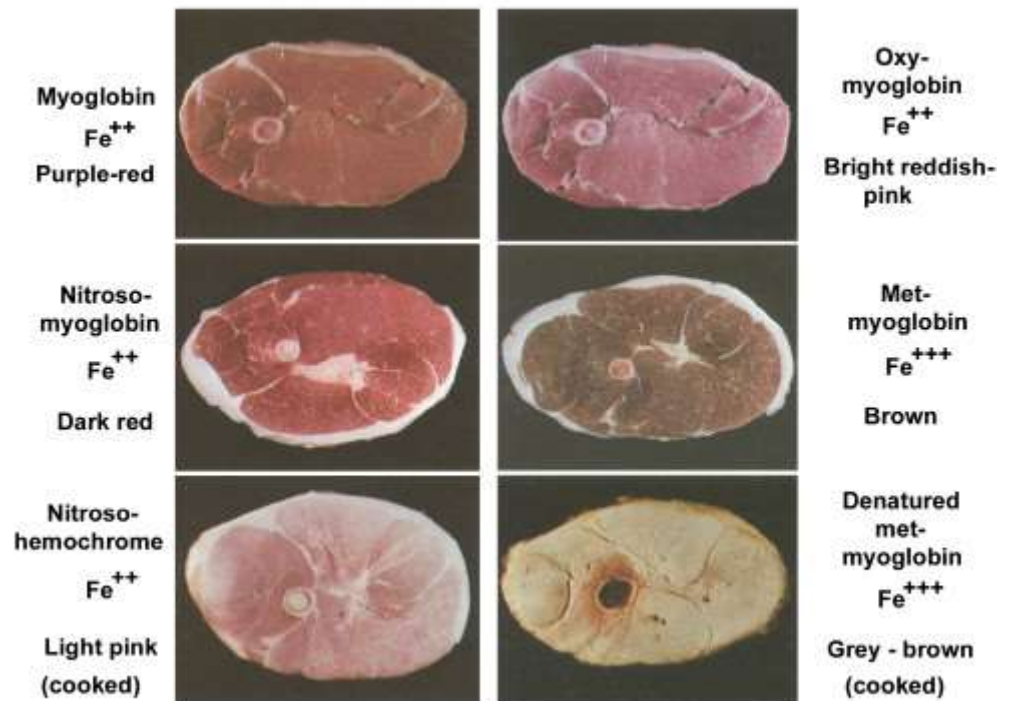 Myoglobin
Fe++
Purple-red
Oxy-
myoglobin
Fe++
Bright reddish-
pink
Nitroso-
myoglobin
Fe++
Dark red
Met-
myoglobin
Fe+++
Brown
Nitroso-
hemochrome
Fe++
Light pink
(cooked)
Denatured
met-
myoglobin
Fe+++
Grey - brown
(cooked)